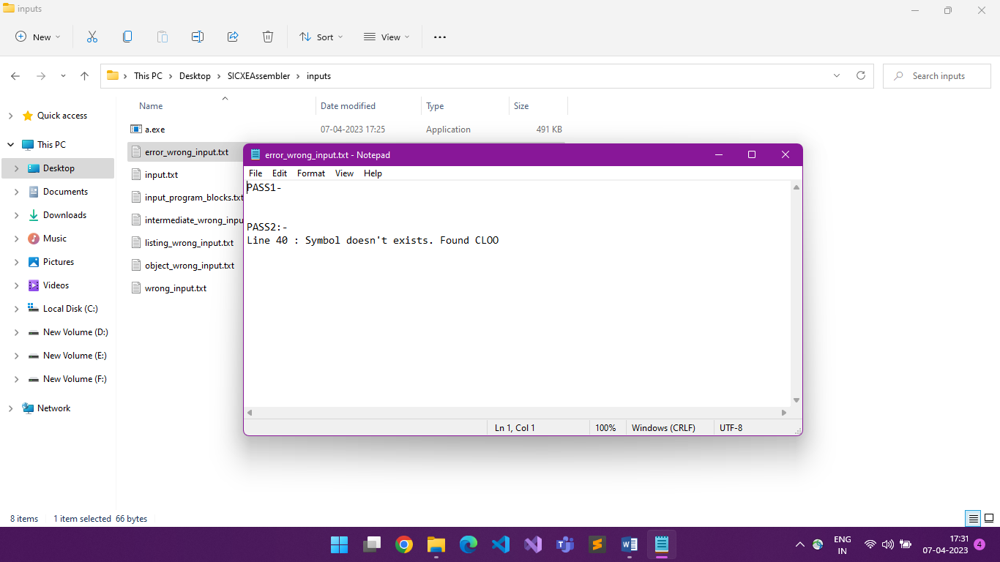 inputs
New
Sort
View
This PC > Desktop > SICXEAssembler > inputs
Search inputs
Name
Date modified
Type
Size
Quick access
This PC
Desktop
Documents
Downloads
Music
Pictures
Videos
Local Disk (C:)
New Volume (D:)
New Volume (E:)
New Volume (F:)
Network
a.exe
07-04-2023 17:25
Application
491 KB
error_wrong_input.txt
input.txt
input_program_blocks.txt
intermediate_wrong_inpu
listing_wrong_input.txt
object_wrong_input.txt
wrong_input.txt
error_wrong_input.txt - Notepad
File Edit Format View Help
PASS1-
PASS2:-
Line 40 : Symbol doesn't exists. Found CLOO
Ln 1, Col 1
100%
Windows (CRLF)
UTF-8
8 items
1 item selected 66 bytes
ENG
IN
17:31
07-04-2023
4